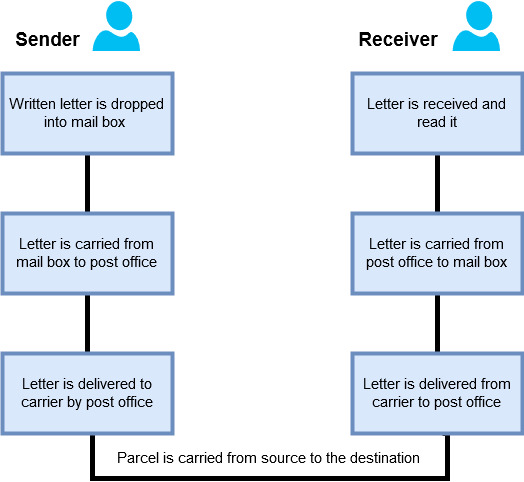 Sender
Receiver
Written letter is dropped
into mail box
Letter is received and
read it
Letter is carried from
mail box to post office
Letter is carried from
post office to mail box
Letter is delivered to
carrier by post office
Letter is delivered from
carrier to post office
Parcel is carried from source to the destination